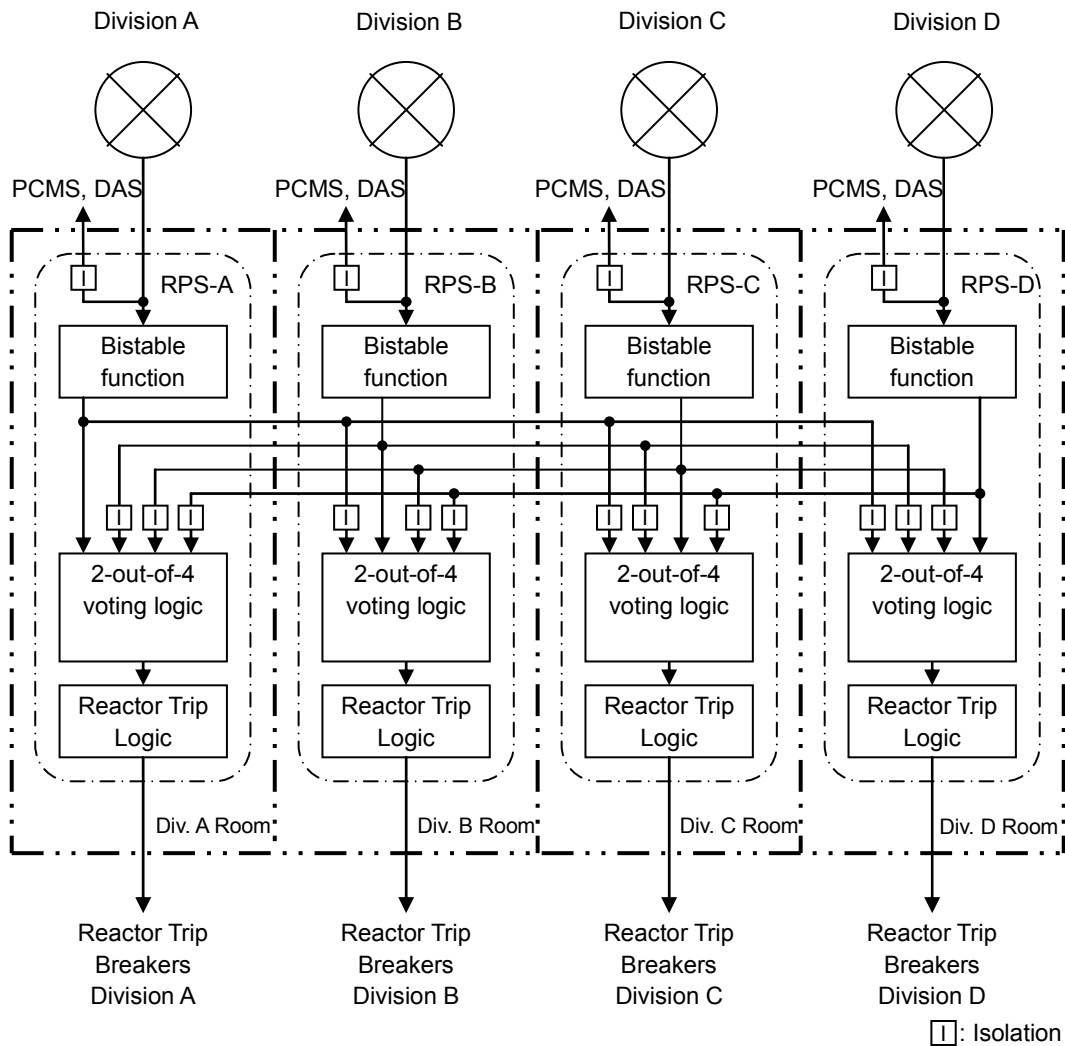 Division A
Division B
Division C
Division D
PCMS, DAS
PCMS, DAS
PCMS, DAS
PCMS, DAS
I
RPS-A
I
RPS-B
I
RPS-C
I
RPS-D
Bistable
function
Bistable
function
Bistable
function
Bistable
function
I
I
I
I
I
I
I
I
I
I
I
I
2-out-of-4
voting logic
2-out-of-4
voting logic
2-out-of-4
voting logic
2-out-of-4
voting logic
Reactor Trip
Logic
Reactor Trip
Logic
Reactor Trip
Logic
Reactor Trip
Logic
Div. A Room
Div. B Room
Div. C Room
Div. D Room
Reactor Trip
Breakers
Division A
Reactor Trip
Breakers
Division B
Reactor Trip
Breakers
Division C
Reactor Trip
Breakers
Division D
I : Isolation